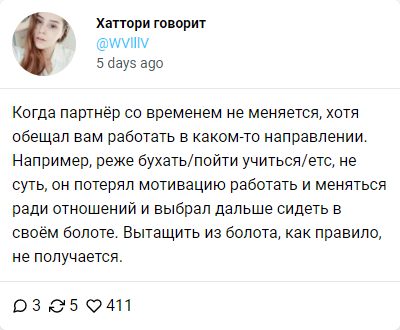 Хаттори говорит
@WVlllV
5 days ago
Когда партнёр со временем не меняется, хотя
обещал вам работать в каком-то направлении.
Например, реже бухать/пойти учиться/етс, не
суть, он потерял мотивацию работать и меняться
ради отношений и выбрал дальше сидеть в
своём болоте. Вытащить из болота, как правило,
не получается.
3 5 411